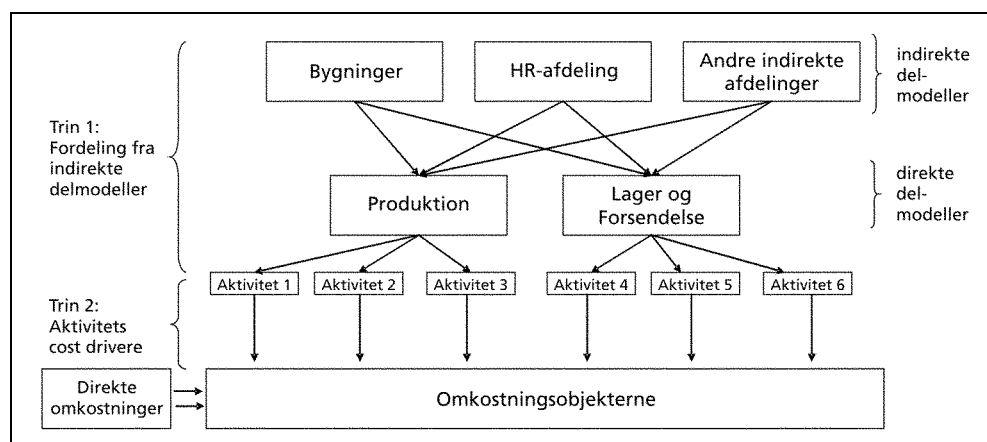 Bygninger
HR-afdeling
Andre indirekte
afdelinger
indirekte
del-
modeller
Trin 1:
Fordeling fra
indirekte
delmodeller
Produktion
Lager og
Forsendelse
direkte
del-
modeller
Aktivitet 1
Aktivitet 2
Aktivitet 3
Aktivitet 4
Aktivitet 5
Aktivitet 6
Trin 2:
Aktivitets
cost drivere
Direkte
omkostninger
Omkostningsobjekterne